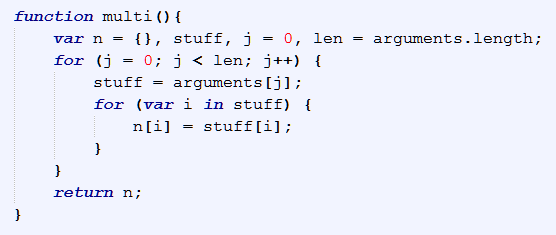 function multi(){
    var n = {}, stuff, j = 0, len = arguments.length;
    for (j = 0; j < len; j++) {
        stuff = arguments[j];
        for (var i in stuff) {
            n[i] = stuff[i];
        }
    }
    return n;
}